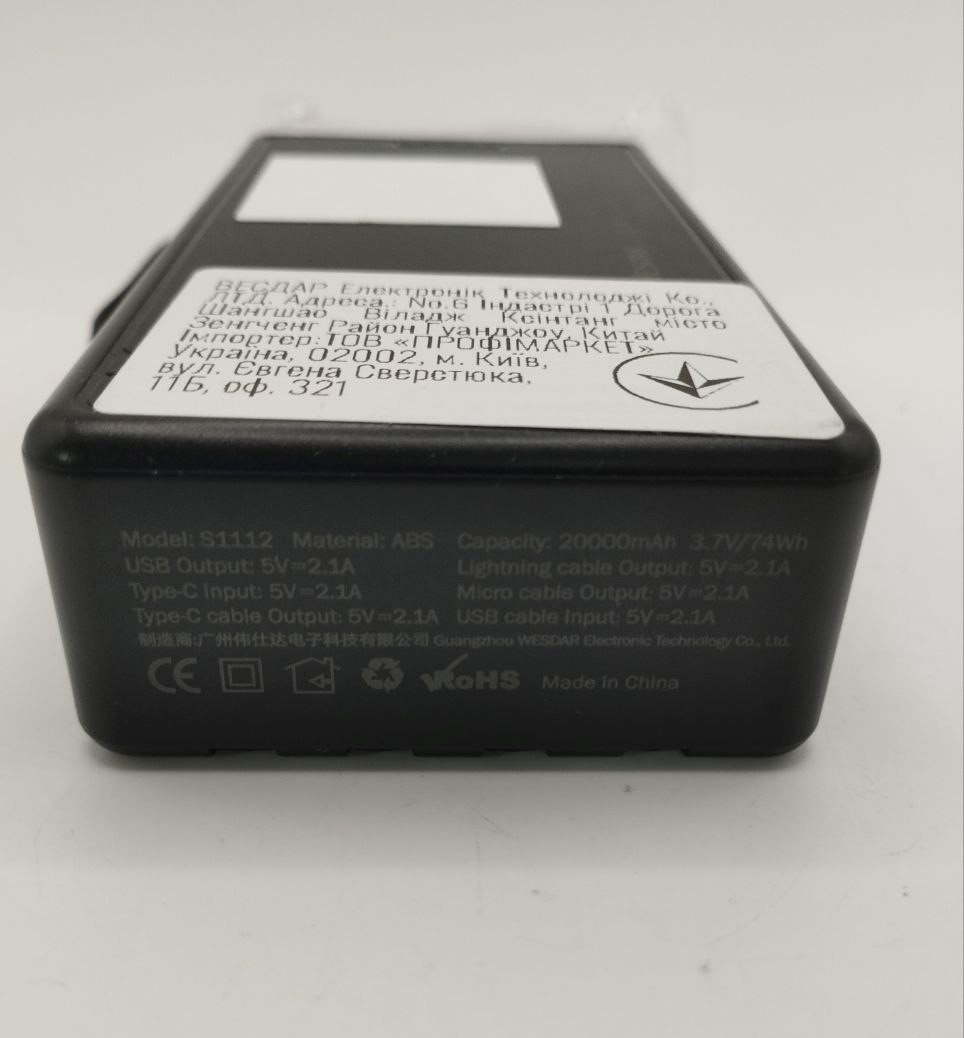 ВЕСДАР Електронік Технолоджі Ко.,
ЛТД. Адреса.: No.6 Індастрі 1 Дорога
Шангшао Віладж Ксінтанг місто
Зенгченг Район Гуанджоу, Китай
Імпортер:ТОВ «ПРОФІМАРКЕТ»
Україна, 02002, м. Київ,
вул. Євгена Сверстюка,
11Б, оф. 321
Model: S1112 Material: ABS Capacity: 20000mAh 3.7V/74Wh
USB Output: 5V⎓2.1A Lightning cable Output: 5V⎓2.1A
Type-C Input: 5V⎓2.1A Micro cable Output: 5V⎓2.1A
Type-C cable Output: 5V⎓2.1A USB cable Input: 5V⎓2.1A
制造商:广州伟仕达电子科技有限公司 Guangzhou WESDAR Electronic Technology Co., Ltd.
CE RoHS Made in China